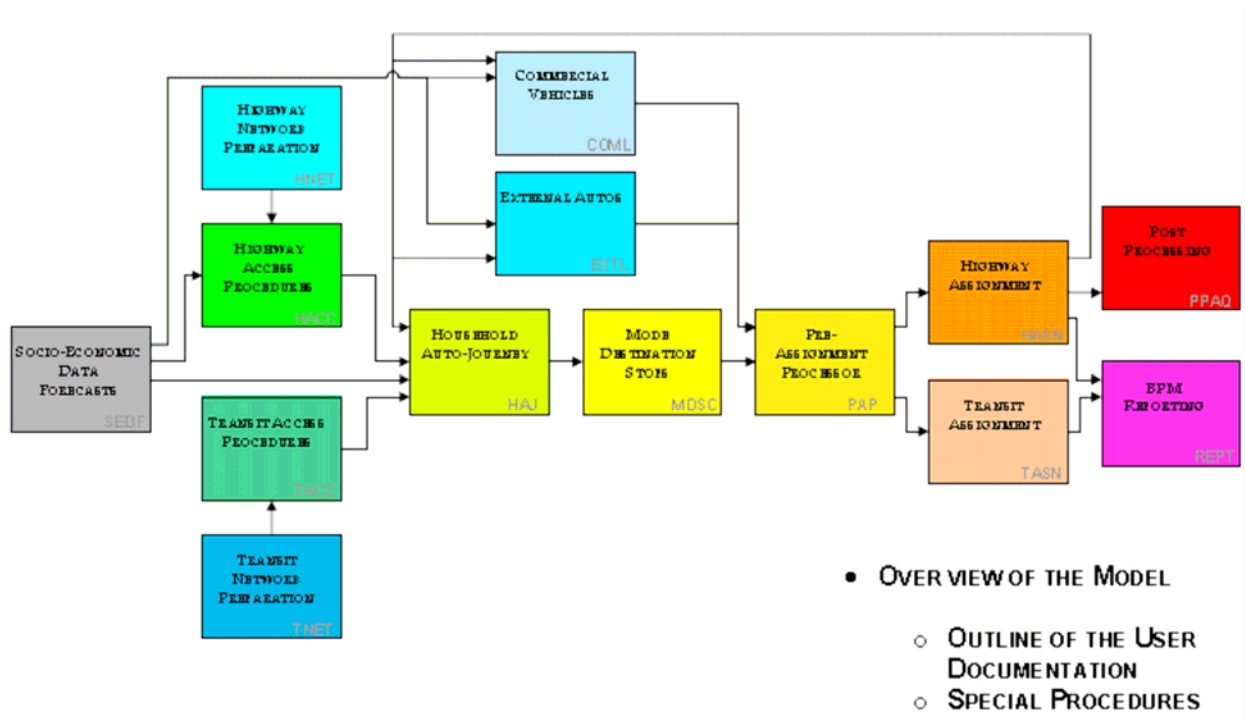 COMMERCIAL
VEHICLES
COML
HIGHWAY
NETWORK
PREPARATION
HNET
EXTERNAL AUTOS
EXTL
HIGHWAY
ACCESS
PROCEDURES
HACC
POST
PROCESSING
PPAQ
HIGHWAY
ASSIGNMENT
HASN
SOCIO-ECONOMIC
DATA
FORECASTS
SEDF
HOUSEHOLD
AUTO-JOURNEY
HAJ
MODE
DESTINATION
STOPS
MDSC
PRE-
ASSIGNMENT
PROCESSOR
PAP
BPM
REPORTING
REPT
TRANSIT ACCESS
PROCEDURES
TACC
TRANSIT
ASSIGNMENT
TASN
TRANSIT
NETWORK
PREPARATION
TNET
• OVERVIEW OF THE MODEL
○ OUTLINE OF THE USER
DOCUMENTATION
○ SPECIAL PROCEDURES